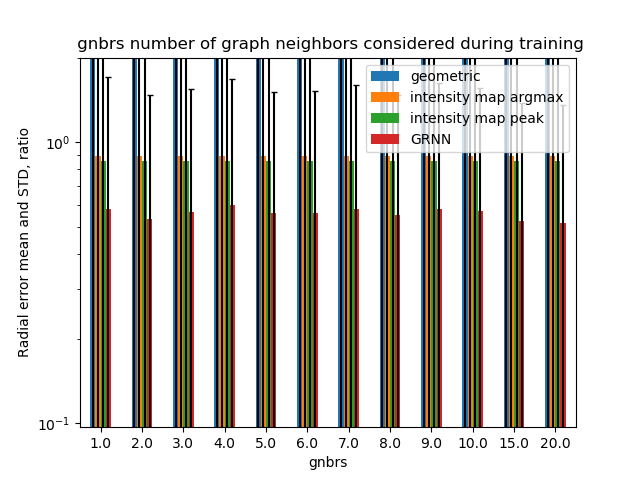 gnbrs number of graph neighbors considered during training
geometric
intensity map argmax
intensity map peak
GRNN
Radial error mean and STD, ratio
10⁰
10⁻¹
1.0 2.0 3.0 4.0 5.0 6.0 7.0 8.0 9.0 10.0 15.0 20.0
gnbrs